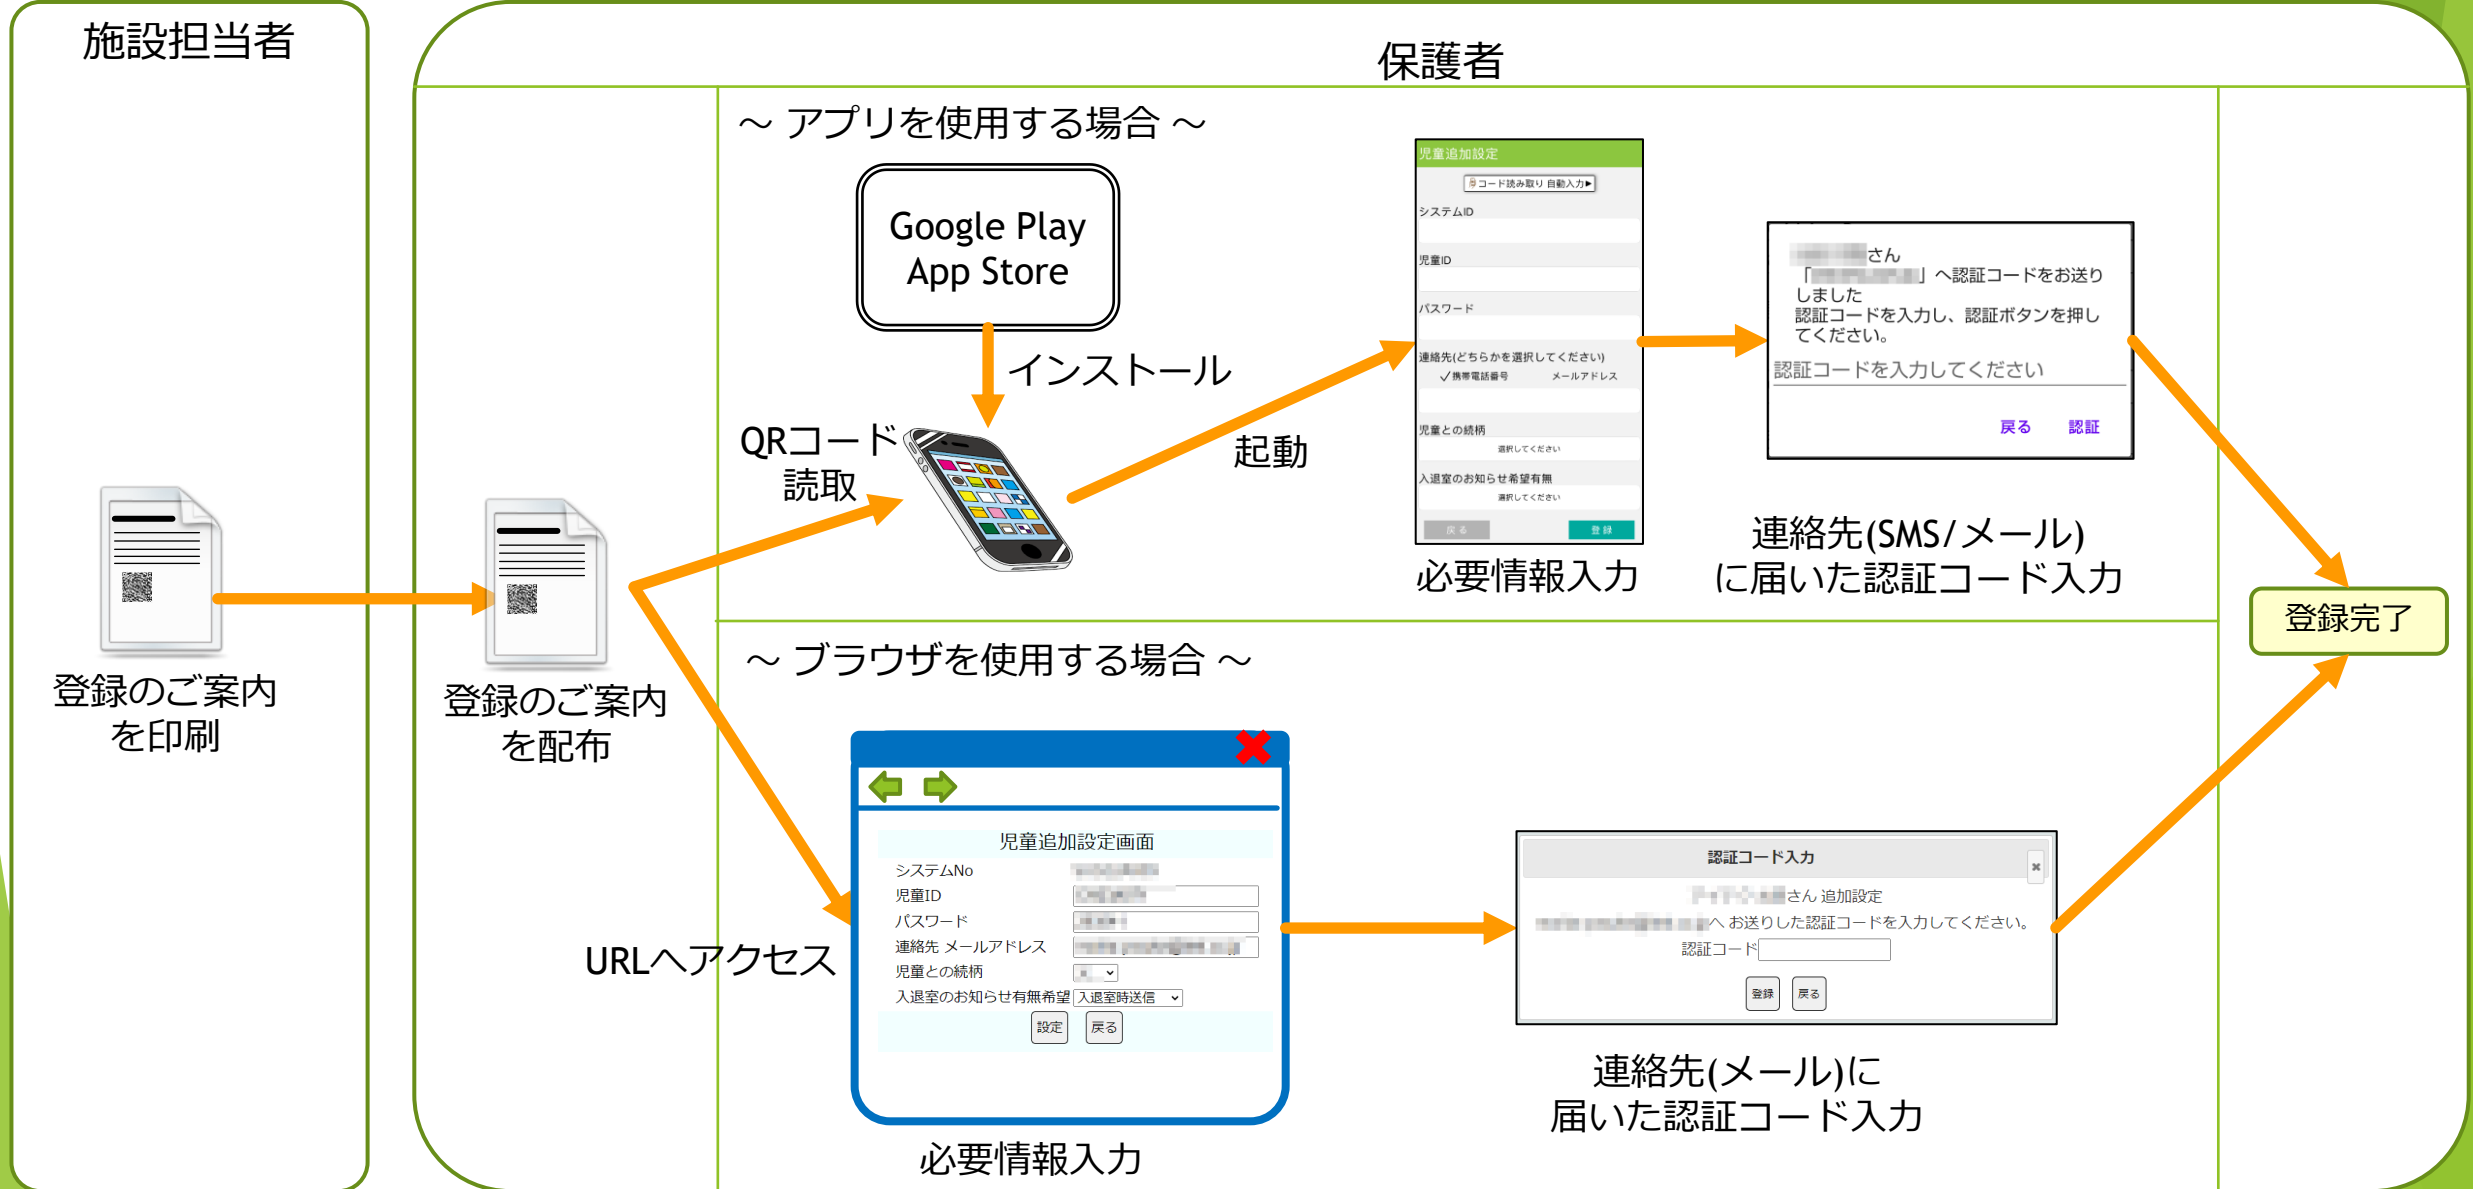 施設担当者
登録のご案内
を印刷
保護者
登録のご案内
を配布
～ アプリを使用する場合 ～
Google Play
App Store
インストール
QRコード
読取
起動
児童追加設定
コード読み取り 自動入力▶
システムID
児童ID
パスワード
連絡先(どちらかを選択してください)
✓携帯電話番号 メールアドレス
児童との続柄
選択してください
入退室のお知らせ希望有無
選択してください
戻る 登録
必要情報入力
さん
「 」へ認証コードをお送り
しました
認証コードを入力し、認証ボタンを押し
てください。
認証コードを入力してください
戻る 認証
連絡先(SMS/メール)
に届いた認証コード入力
～ ブラウザを使用する場合 ～
URLへアクセス
児童追加設定画面
システムNo
児童ID
パスワード
連絡先 メールアドレス
児童との続柄
入退室のお知らせ有無希望 入退室時送信
設定 戻る
必要情報入力
認証コード入力
さん 追加設定
へ お送りした認証コードを入力してください。
認証コード
登録 戻る
連絡先(メール)に
届いた認証コード入力
登録完了